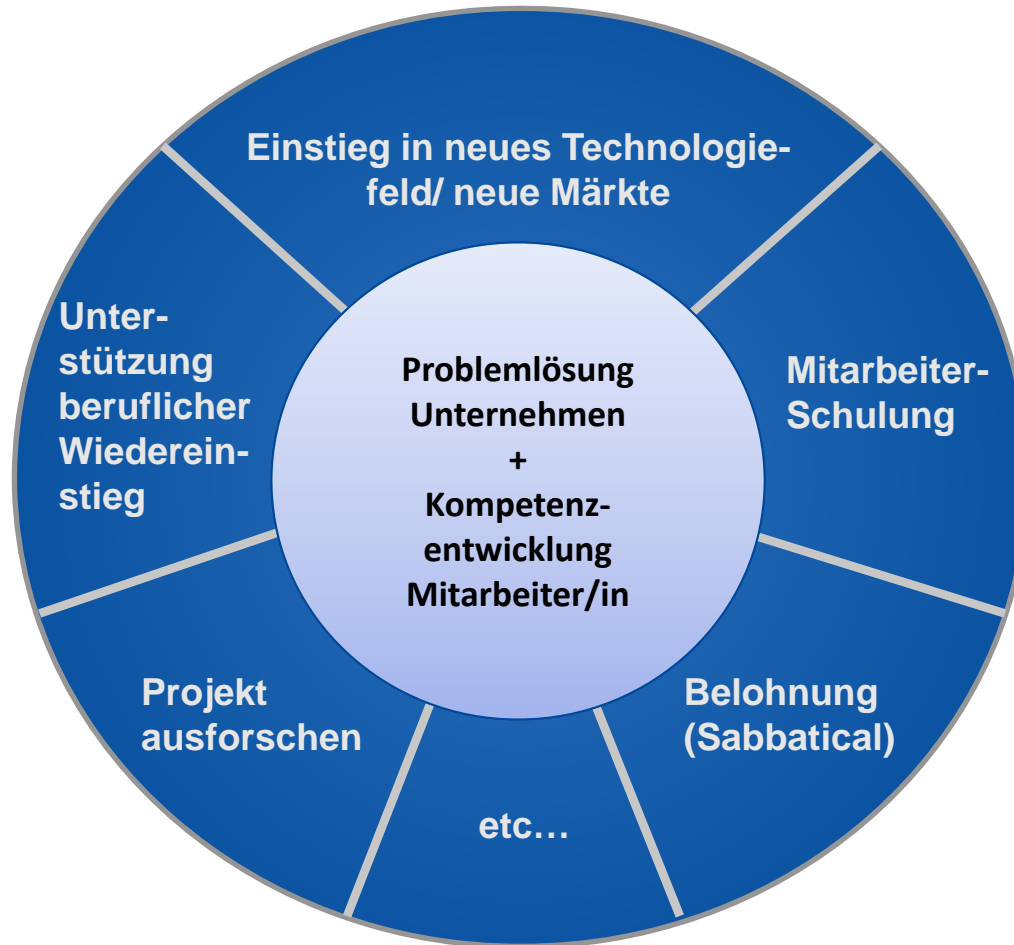 Einstieg in neues Technologie-
feld/ neue Märkte
Unter-
stützung
beruflicher
Wiederein-
stieg
Problemlösung
Unternehmen
+
Kompetenz-
entwicklung
Mitarbeiter/in
Mitarbeiter-
Schulung
Projekt
ausforschen
Belohnung
(Sabbatical)
etc…